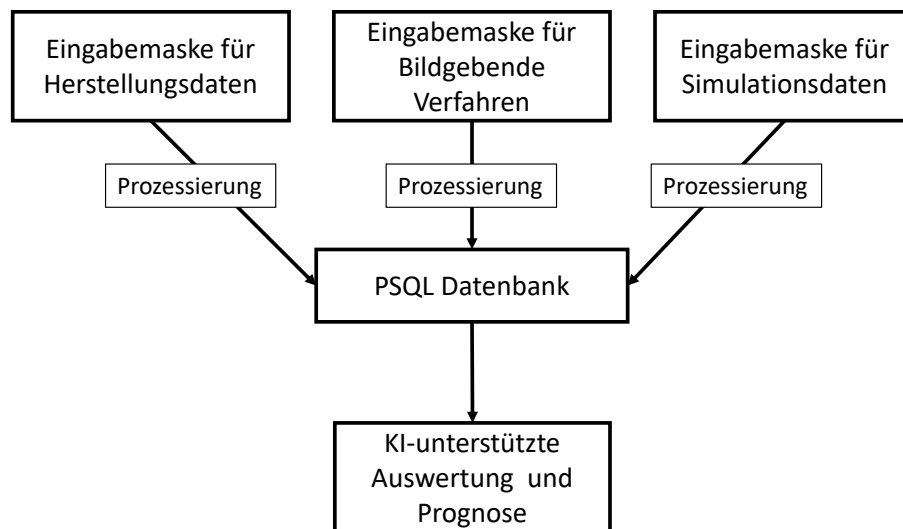 Eingabemaske für
Herstellungsdaten
Eingabemaske für
Bildgebende
Verfahren
Eingabemaske für
Simulationsdaten
Prozessierung
Prozessierung
Prozessierung
PSQL Datenbank
KI-unterstützte
Auswertung und
Prognose